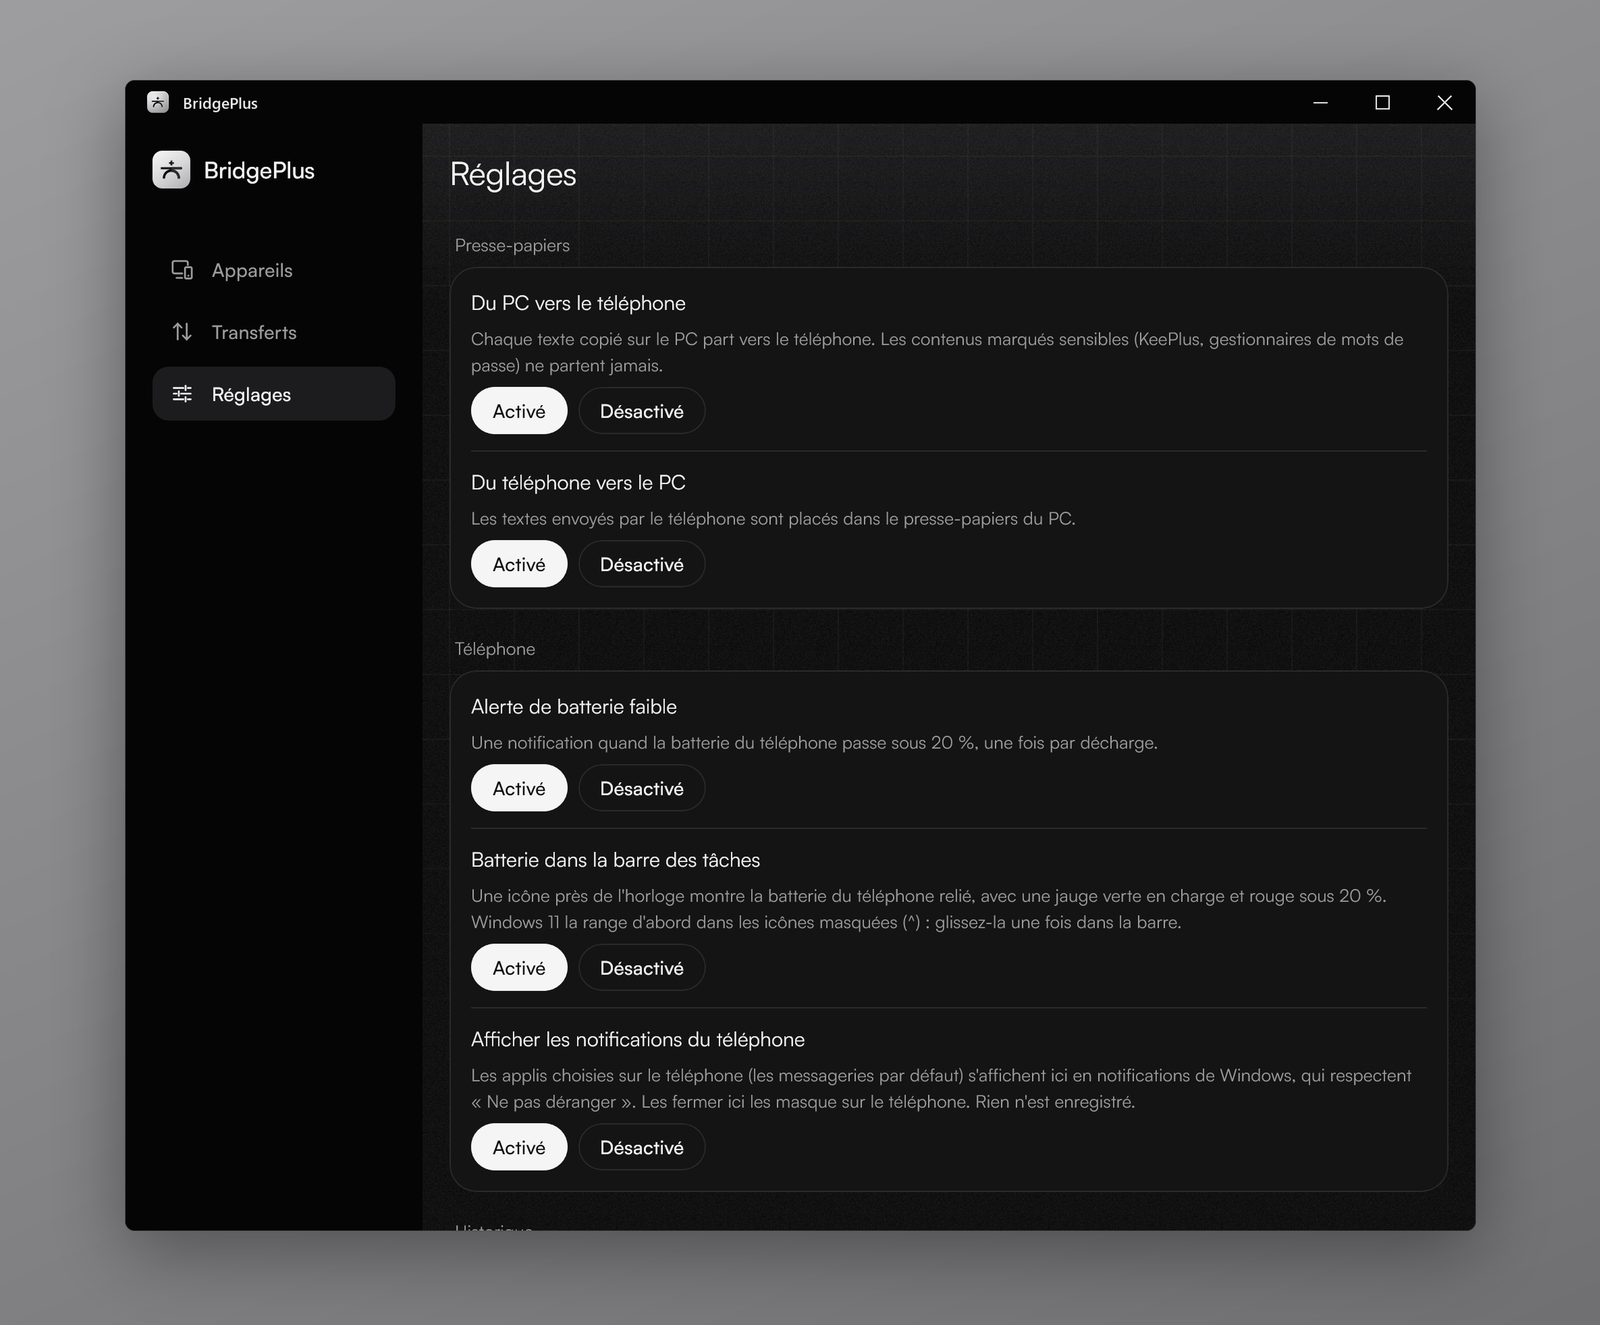 BridgePlus
BridgePlus
Appareils
Transferts
Réglages
Réglages
Presse-papiers
Du PC vers le téléphone
Chaque texte copié sur le PC part vers le téléphone. Les contenus marqués sensibles (KeePlus, gestionnaires de mots de
passe) ne partent jamais.
Activé Désactivé
Du téléphone vers le PC
Les textes envoyés par le téléphone sont placés dans le presse-papiers du PC.
Activé Désactivé
Téléphone
Alerte de batterie faible
Une notification quand la batterie du téléphone passe sous 20 %, une fois par décharge.
Activé Désactivé
Batterie dans la barre des tâches
Une icône près de l'horloge montre la batterie du téléphone relié, avec une jauge verte en charge et rouge sous 20 %.
Windows 11 la range d'abord dans les icônes masquées (^) : glissez-la une fois dans la barre.
Activé Désactivé
Afficher les notifications du téléphone
Les applis choisies sur le téléphone (les messageries par défaut) s'affichent ici en notifications de Windows, qui respectent
« Ne pas déranger ». Les fermer ici les masque sur le téléphone. Rien n'est enregistré.
Activé Désactivé
Historique